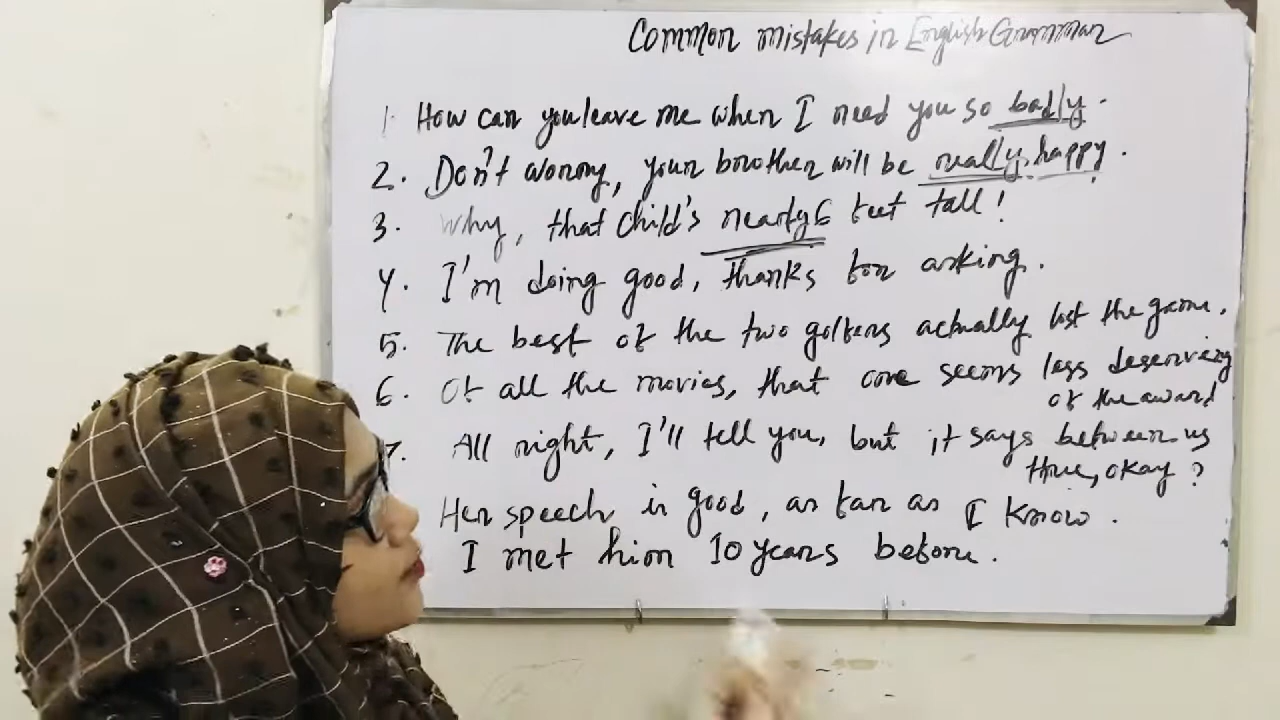 Common mistakes in English Grammar
1. How can you leave me when I need you so badly.
2. Don't worry, your brother will be really happy.
3. Why, that child's nearly 6 feet tall!
4. I'm doing good, thanks for asking.
5. The best of the two golfers actually lost the game.
6. Of all the movies, that one seems less deserving
of the award
7. All right, I'll tell you, but it says between us
three, okay?
Her speech is good, as far as I know.
I met him 10 years before.